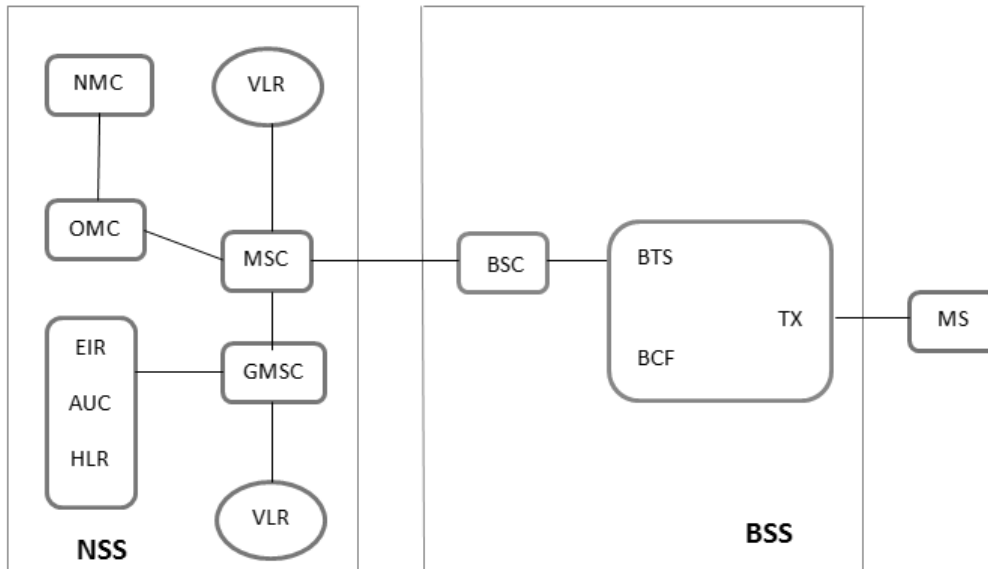 NMC
VLR
OMC
MSC
BSC
BTS
TX
BCF
MS
EIR
AUC
HLR
GMSC
VLR
NSS
BSS